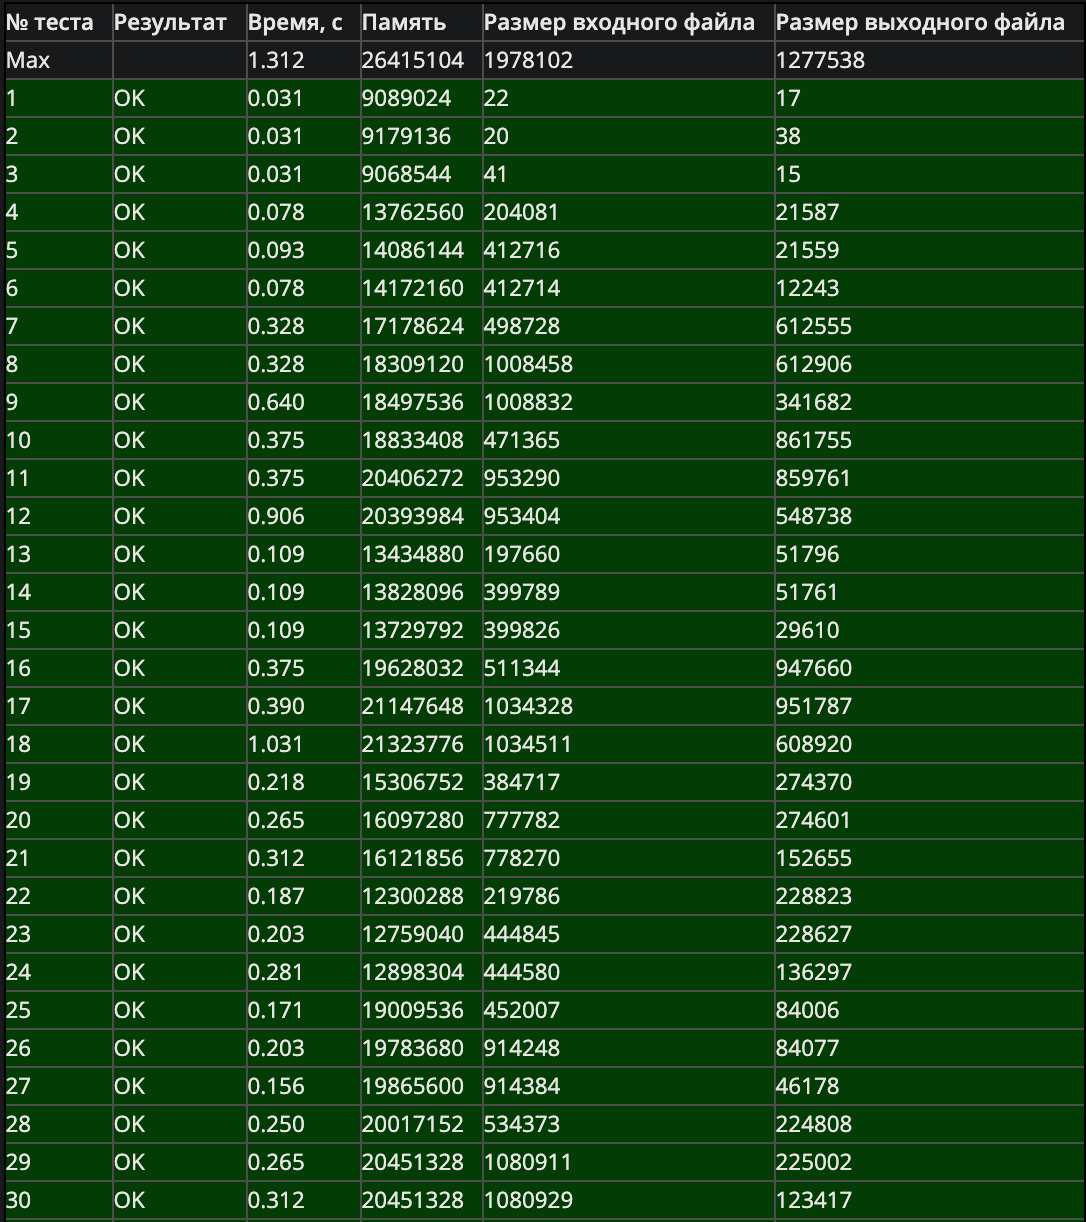 № теста Результат Время, с Память Размер входного файла Размер выходного файла
Max 1.312 26415104 1978102 1277538
1 OK 0.031 9089024 22 17
2 OK 0.031 9179136 20 38
3 OK 0.031 9068544 41 15
4 OK 0.078 13762560 204081 21587
5 OK 0.093 14086144 412716 21559
6 OK 0.078 14172160 412714 12243
7 OK 0.328 17178624 498728 612555
8 OK 0.328 18309120 1008458 612906
9 OK 0.640 18497536 1008832 341682
10 OK 0.375 18833408 471365 861755
11 OK 0.375 20406272 953290 859761
12 OK 0.906 20393984 953404 548738
13 OK 0.109 13434880 197660 51796
14 OK 0.109 13828096 399789 51761
15 OK 0.109 13729792 399826 29610
16 OK 0.375 19628032 511344 947660
17 OK 0.390 21147648 1034328 951787
18 OK 1.031 21323776 1034511 608920
19 OK 0.218 15306752 384717 274370
20 OK 0.265 16097280 777782 274601
21 OK 0.312 16121856 778270 152655
22 OK 0.187 12300288 219786 228823
23 OK 0.203 12759040 444845 228627
24 OK 0.281 12898304 444580 136297
25 OK 0.171 19009536 452007 84006
26 OK 0.203 19783680 914248 84077
27 OK 0.156 19865600 914384 46178
28 OK 0.250 20017152 534373 224808
29 OK 0.265 20451328 1080911 225002
30 OK 0.312 20451328 1080929 123417